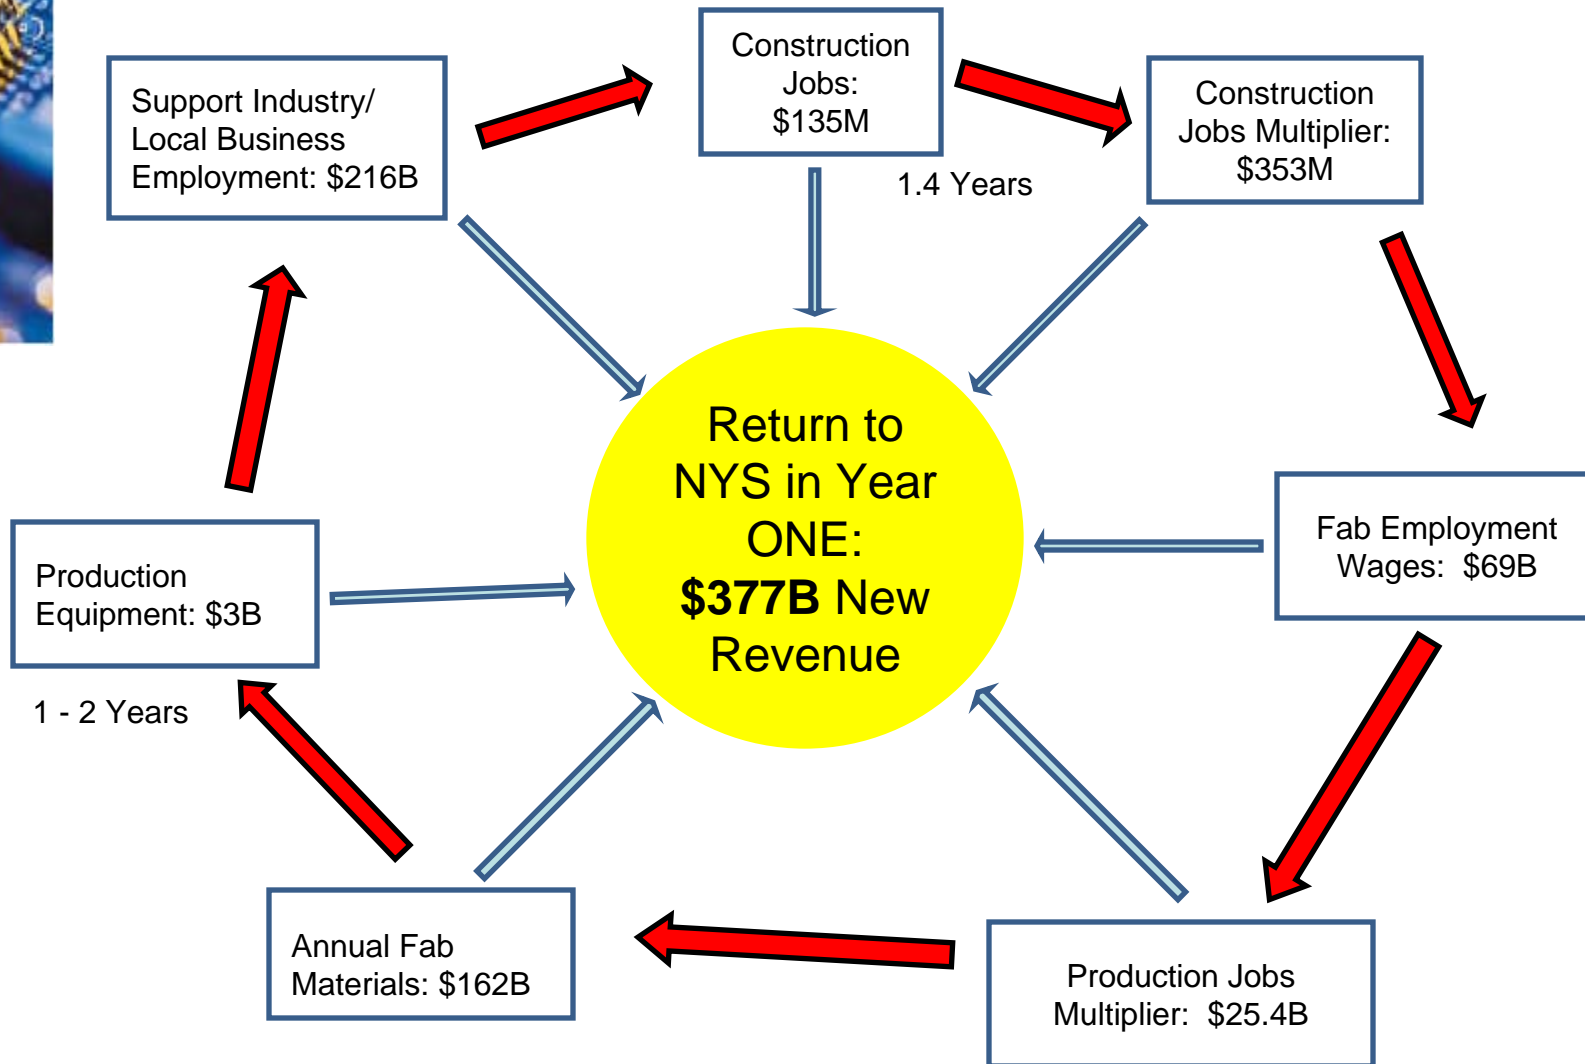 Construction
Jobs:
$135M
Support Industry/
Local Business
Employment: $216B
Construction
Jobs Multiplier:
$353M
1.4 Years
Return to
NYS in Year
ONE:
$377B New
Revenue
Fab Employment
Wages:  $69B
Production
Equipment: $3B
1 - 2 Years
Annual Fab
Materials: $162B
Production Jobs
Multiplier:  $25.4B